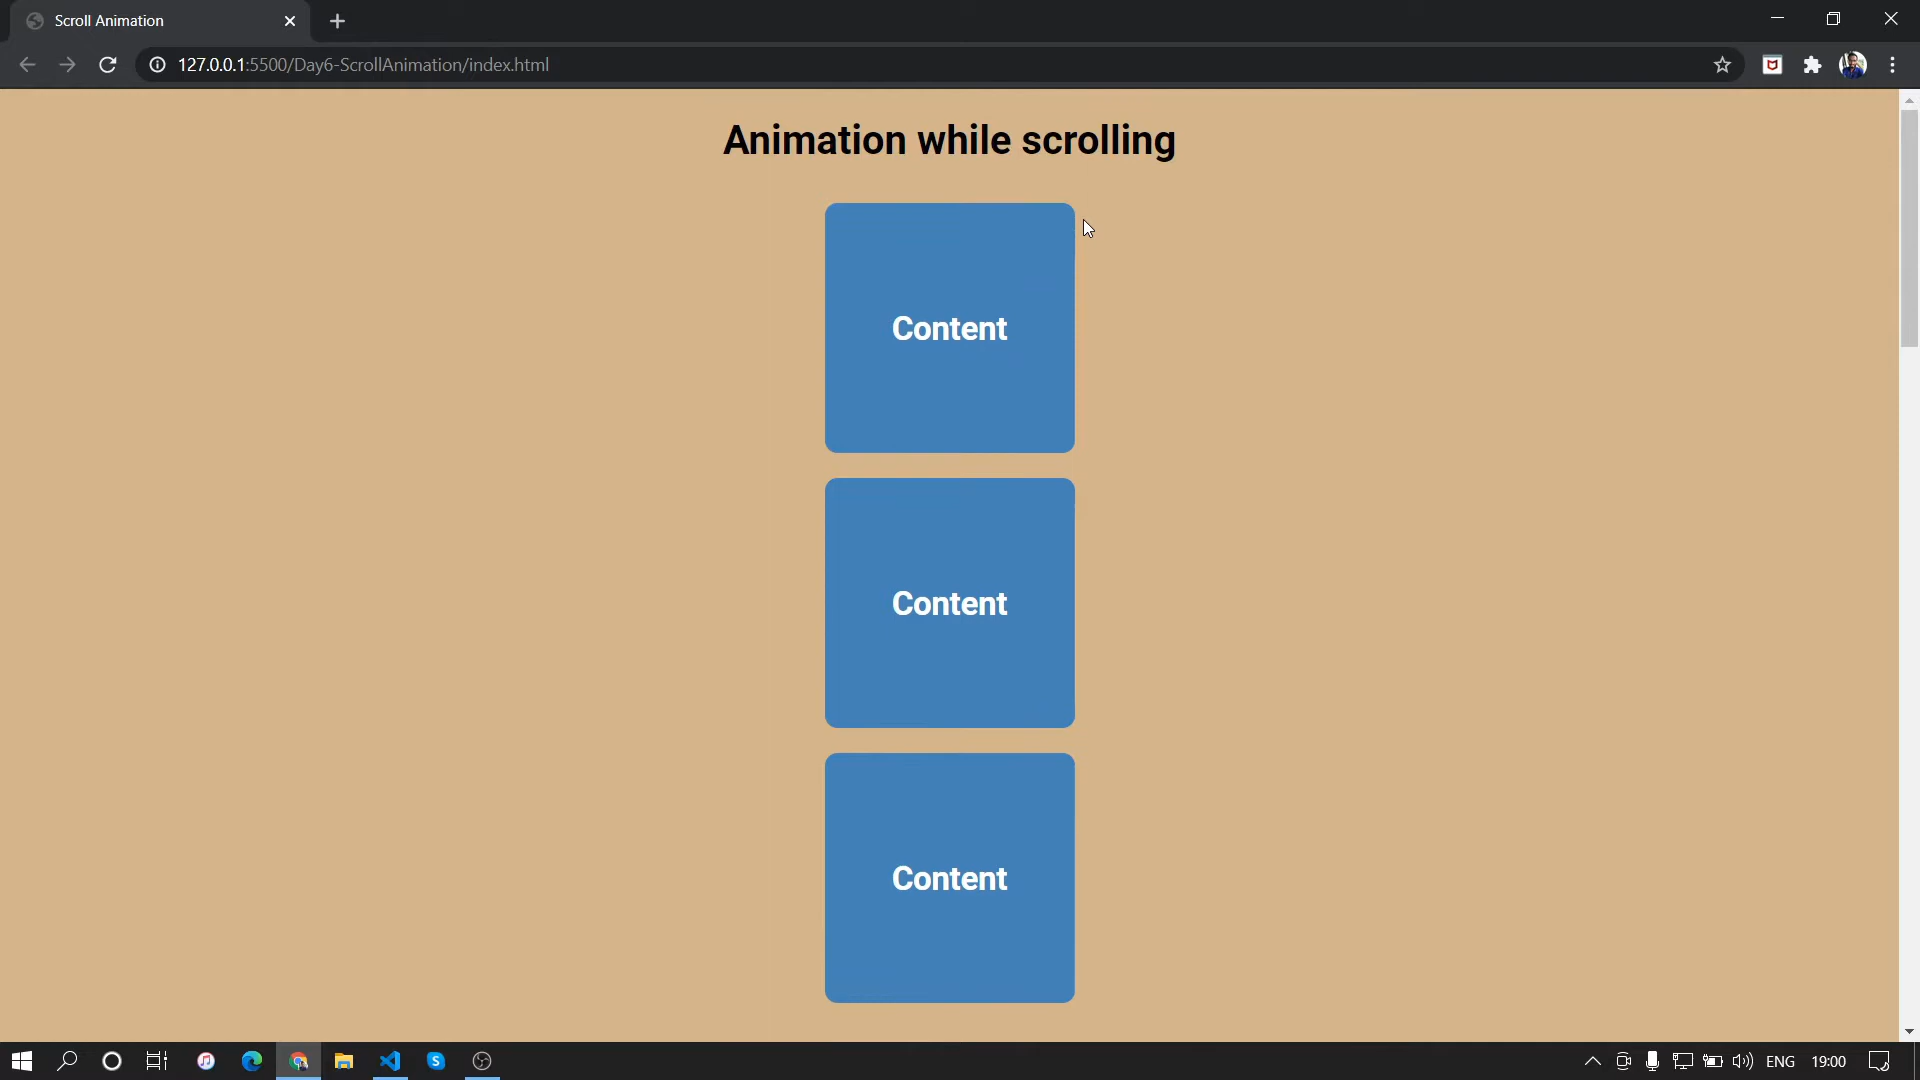 Scroll Animation
127.0.0.1:5500/Day6-ScrollAnimation/index.html
Animation while scrolling
Content
Content
Content
ENG
19:00